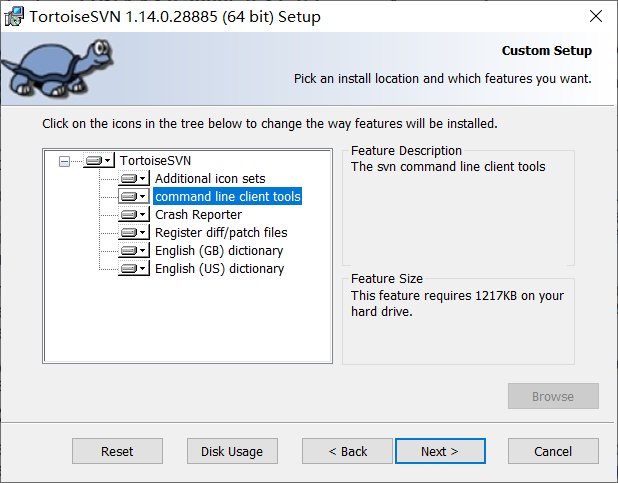 TortoiseSVN 1.14.0.28885 (64 bit) Setup
Custom Setup
Pick an install location and which features you want.
Click on the icons in the tree below to change the way features will be installed.
TortoiseSVN
Additional icon sets
command line client tools
Crash Reporter
Register diff/patch files
English (GB) dictionary
English (US) dictionary
Feature Description
The svn command line client tools
Feature Size
This feature requires 1217KB on your
hard drive.
Browse
Reset
Disk Usage
< Back
Next >
Cancel